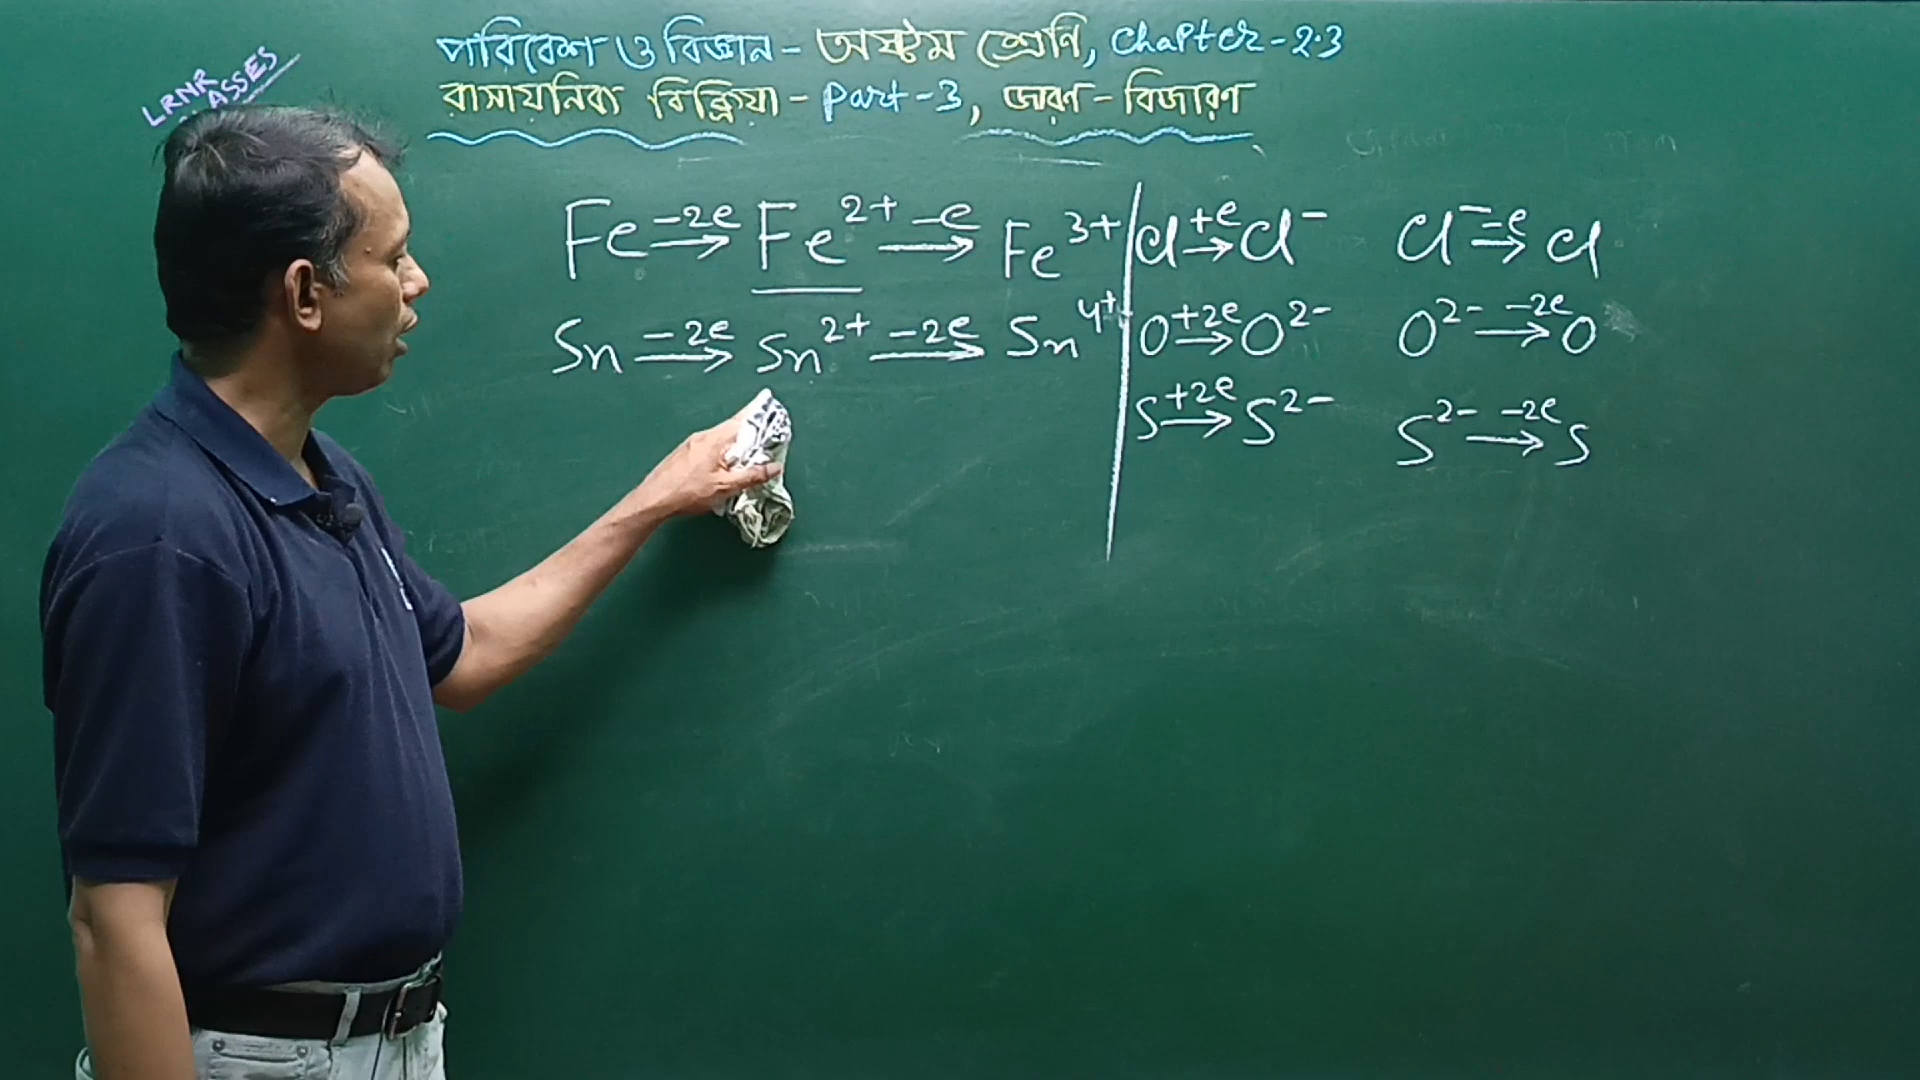 LRNR
CLASSES
পরিবেশ ও বিজ্ঞান - অষ্টম শ্রেণি, Chapter - 2.3
রাসায়নিক বিক্রিয়া - Part - 3, জারণ - বিজারণ
Fe –2e→ Fe²⁺ –e→ Fe³⁺
Sn –2e→ Sn²⁺ –2e→ Sn⁴⁺
Cl +e→ Cl⁻ Cl⁻ –e→ Cl
O +2e→ O²⁻ O²⁻ –2e→ O
S +2e→ S²⁻ S²⁻ –2e→ S